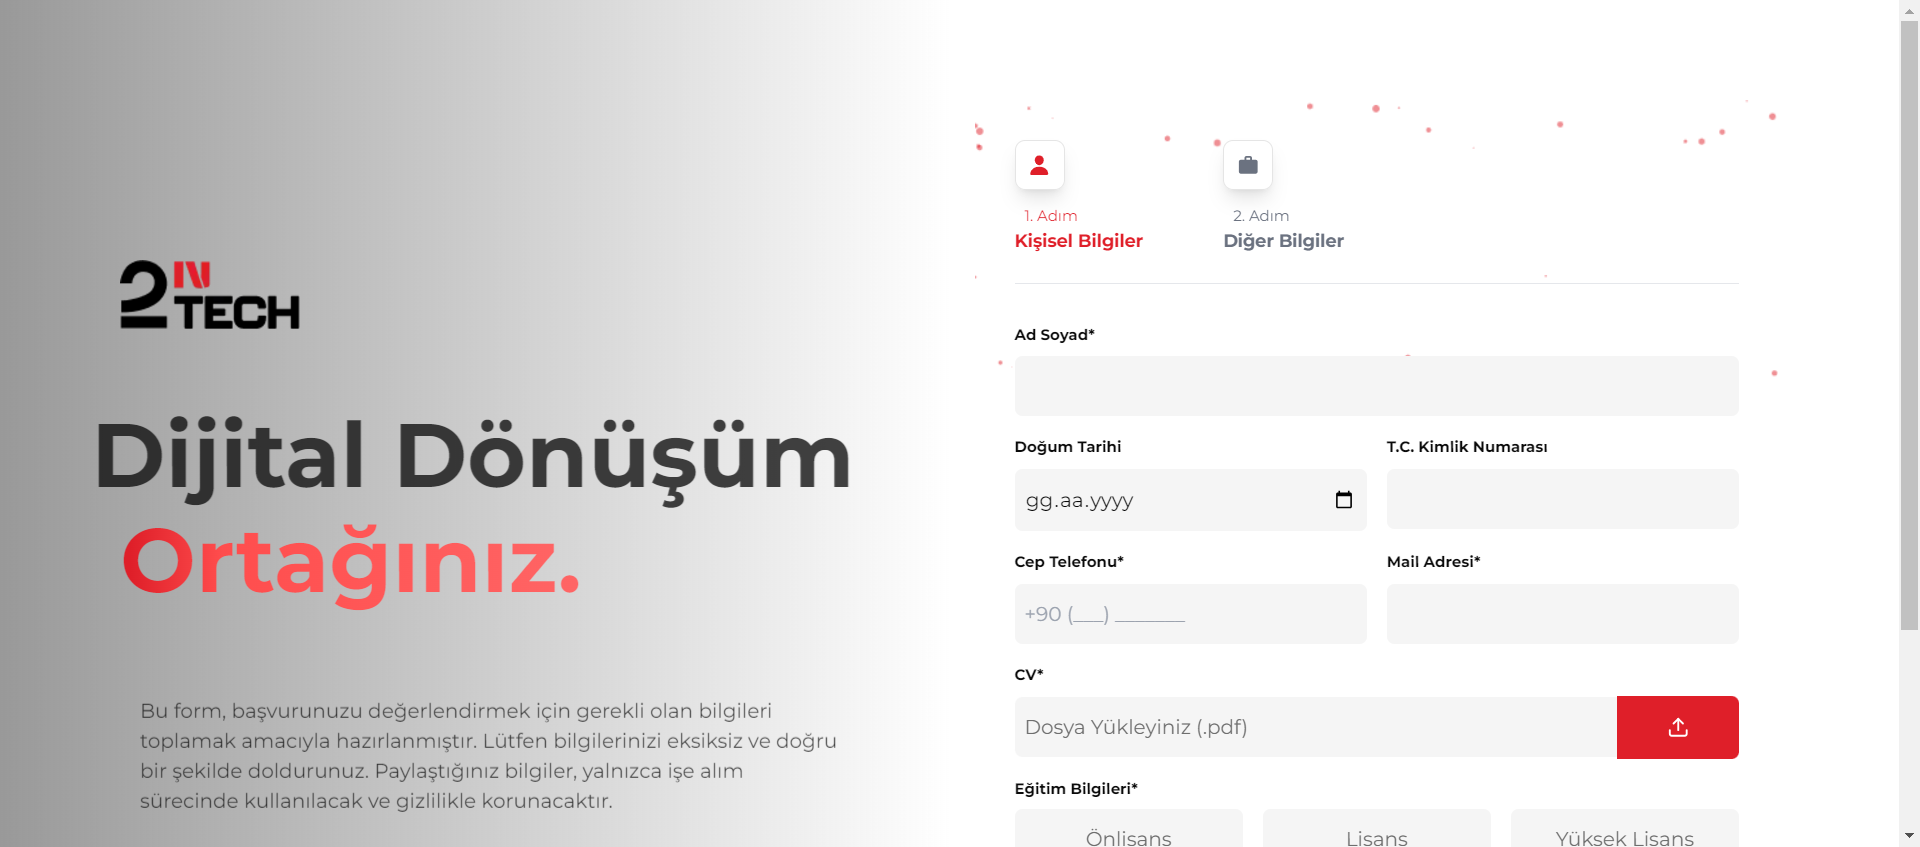 2IN
TECH
Dijital Dönüşüm
Ortağınız.
Bu form, başvurunuzu değerlendirmek için gerekli olan bilgileri
toplamak amacıyla hazırlanmıştır. Lütfen bilgilerinizi eksiksiz ve doğru
bir şekilde doldurunuz. Paylaştığınız bilgiler, yalnızca işe alım
sürecinde kullanılacak ve gizlilikle korunacaktır.
1. Adım
Kişisel Bilgiler
2. Adım
Diğer Bilgiler
Ad Soyad*
Doğum Tarihi
T.C. Kimlik Numarası
gg.aa.yyyy
Cep Telefonu*
Mail Adresi*
+90 (___) _______
CV*
Dosya Yükleyiniz (.pdf)
Eğitim Bilgileri*
Önlisans
Lisans
Yüksek Lisans